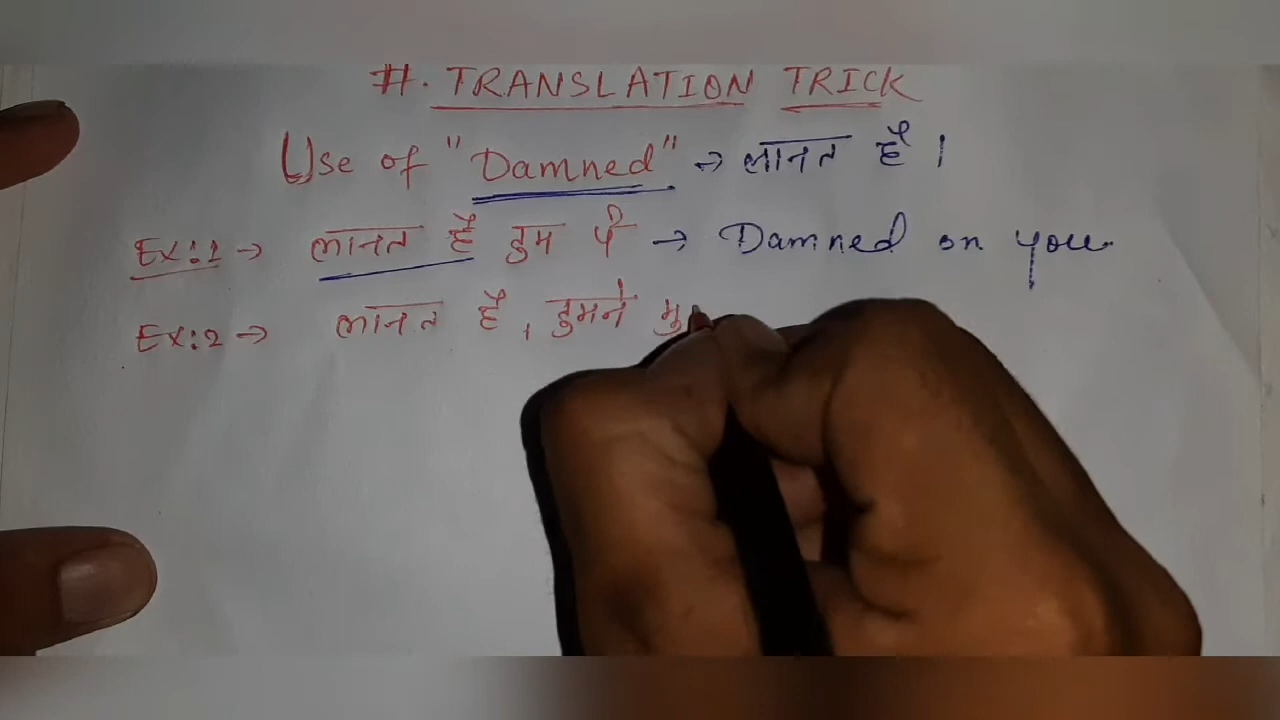 #. TRANSLATION TRICK
Use of "Damned" → लानत है ।
Ex:1 → लानत है तुम पे → Damned on you.
Ex:2 → लानत है , तुमने